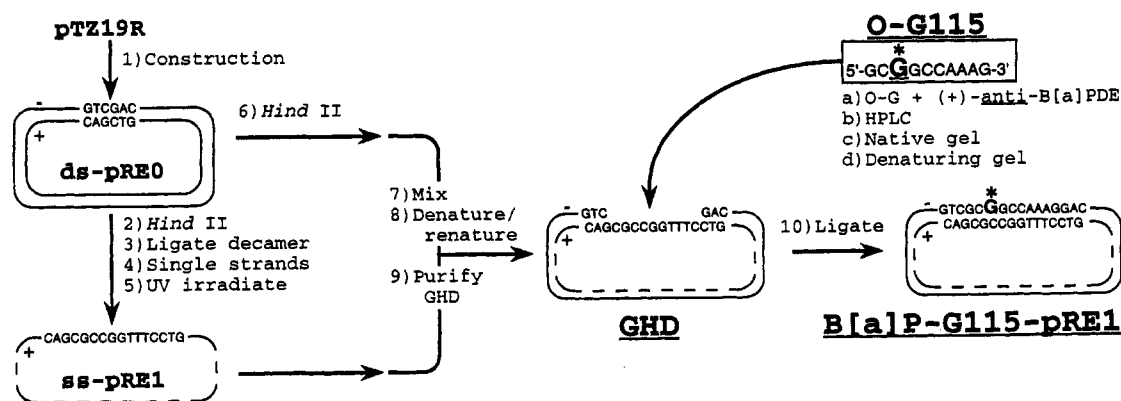 pTZ19R
1)Construction
-
GTCGAC
CAGCTG
+
ds-pRE0
2)Hind II
3)Ligate decamer
4)Single strands
5)UV irradiate
CAGCGCCGGTTTCCTG
+
ss-pRE1
6)Hind II
7)Mix
8)Denature/
renature
9)Purify
GHD
-
GTC GAC
CAGCGCCGGTTTCCTG
+
GHD
O-G115
*
5'-GCGGCCAAAG-3'
a)O-G + (+)-anti-B[a]PDE
b)HPLC
c)Native gel
d)Denaturing gel
10)Ligate
*
-
GTCGCGGCCAAAGGAC
CAGCGCCGGTTTCCTG
+
B[a]P-G115-pRE1